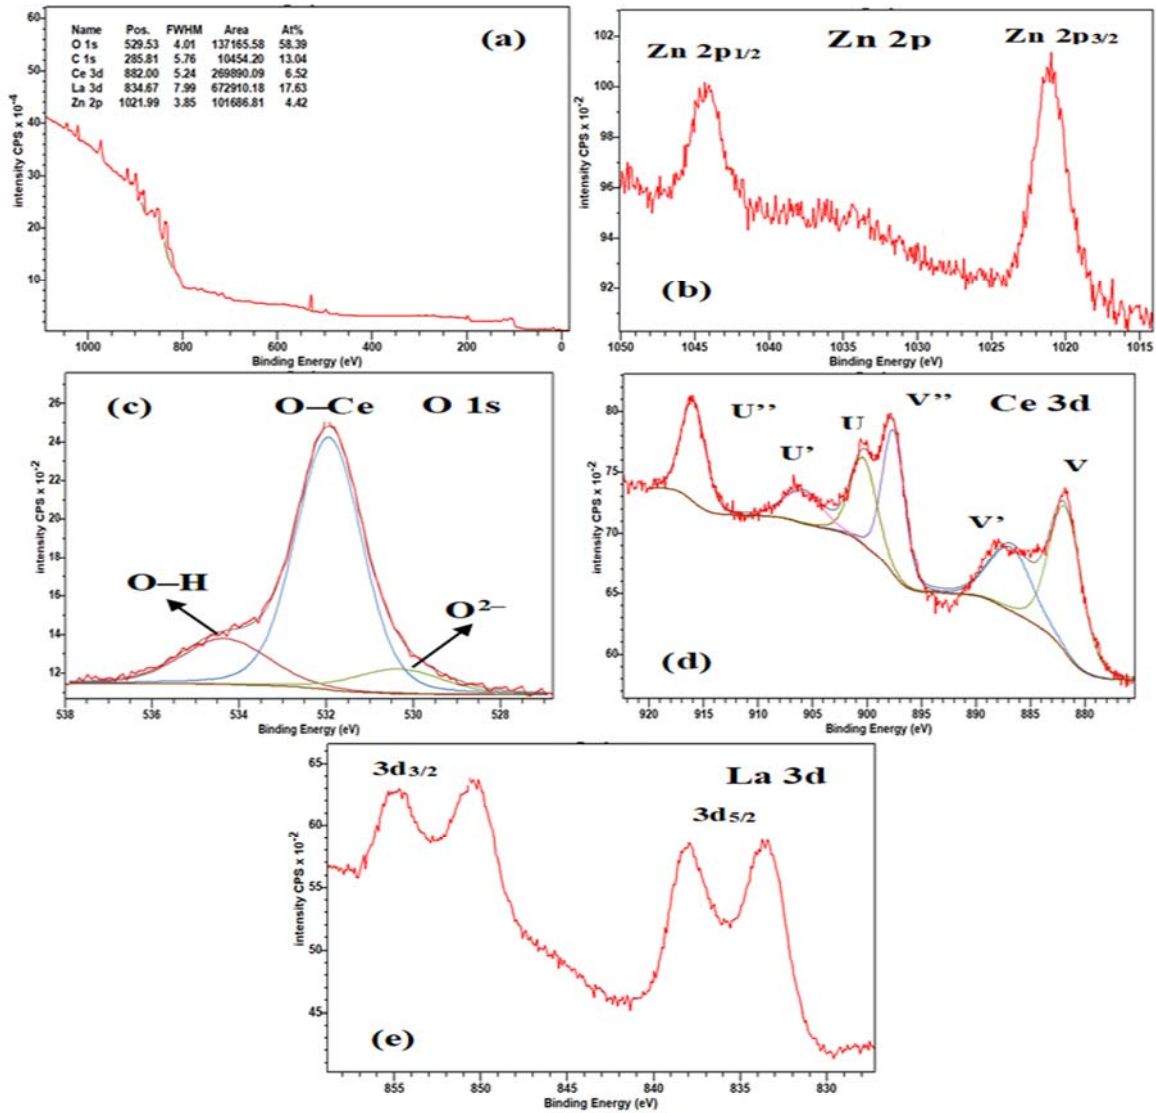 Name Pos. FWHM Area At%
O 1s 529.53 4.01 137165.58 58.39
C 1s 285.81 5.76 10454.20 13.04
Ce 3d 882.00 5.24 269890.09 6.52
La 3d 834.67 7.99 672910.18 17.63
Zn 2p 1021.99 3.85 101686.81 4.42
(a)
60
50
40
30
20
10
intensity CPS x 10⁻⁴
1000 800 600 400 200 0
Binding Energy (eV)
Zn 2p1/2 Zn 2p Zn 2p3/2
(b)
102
100
98
96
94
92
intensity CPS x 10⁻²
1050 1045 1040 1035 1030 1025 1020 1014
Binding Energy (eV)
(c) O–Ce O 1s
O–H
O²⁻
26
24
22
20
18
16
14
12
intensity CPS x 10⁻²
538 536 534 532 530 528
Binding Energy (eV)
U’’ U’ U V’’ Ce 3d
V’ V
(d)
80
75
70
65
60
intensity CPS x 10⁻²
920 915 910 905 900 895 890 885 880
Binding Energy (eV)
3d3/2 La 3d
3d5/2
(e)
65
60
55
50
45
intensity CPS x 10⁻²
855 850 845 840 835 830
Binding Energy (eV)